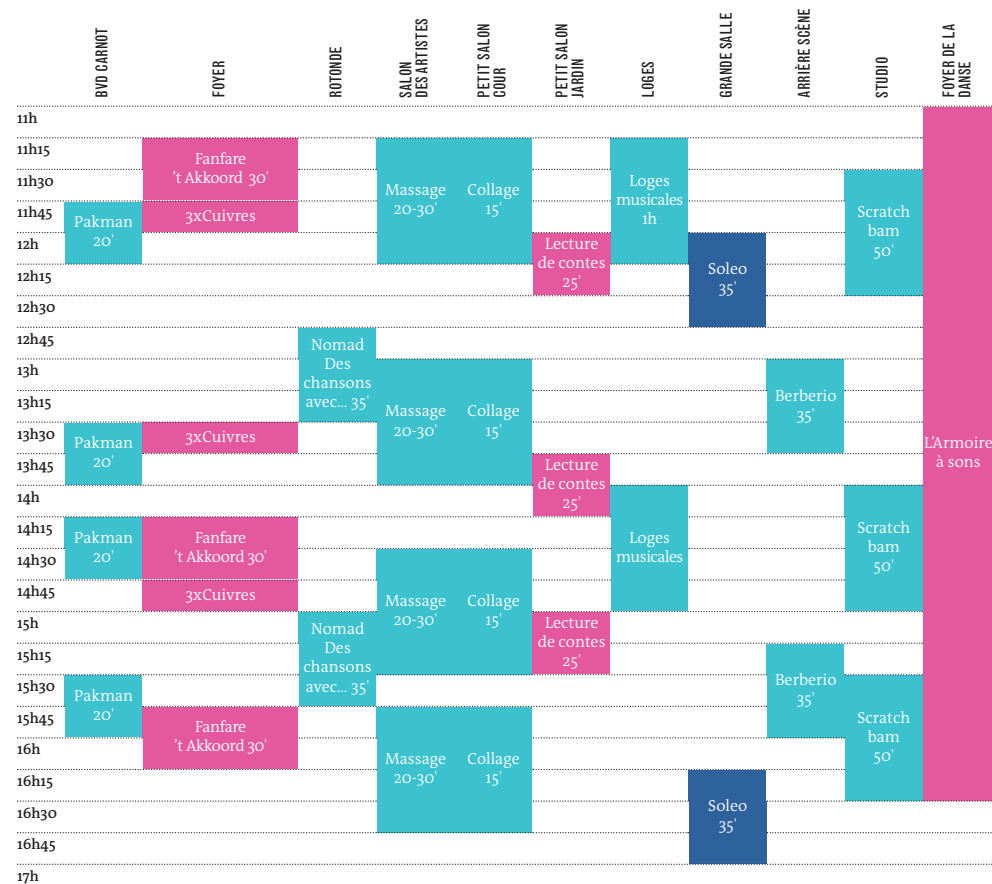 BVD CARNOT
FOYER
ROTONDE
SALON
DES ARTISTES
PETIT SALON
COUR
PETIT SALON
JARDIN
LOGES
GRANDE SALLE
ARRIÈRE SCÈNE
STUDIO
FOYER DE LA
DANSE
11h
11h15
Fanfare
't Akkoord 30'
11h30
Massage
20-30'
Collage
15'
Loges
musicales
1h
11h45
Pakman
20'
3xCuivres
Scratch
bam
50'
12h
Lecture
de contes
25'
Soleo
35'
12h15
12h30
12h45
Nomad
Des
chansons
avec... 35'
13h
13h15
Massage
20-30'
Collage
15'
Berberio
35'
13h30
Pakman
20'
3xCuivres
L'Armoire
à sons
13h45
Lecture
de contes
25'
14h
14h15
Pakman
20'
Fanfare
't Akkoord 30'
Loges
musicales
Scratch
bam
50'
14h30
14h45
3xCuivres
Massage
20-30'
Collage
15'
15h
Nomad
Des
chansons
avec... 35'
Lecture
de contes
25'
15h15
15h30
Pakman
20'
Berberio
35'
15h45
Fanfare
't Akkoord 30'
Scratch
bam
50'
16h
Massage
20-30'
Collage
15'
16h15
16h30
Soleo
35'
16h45
17h